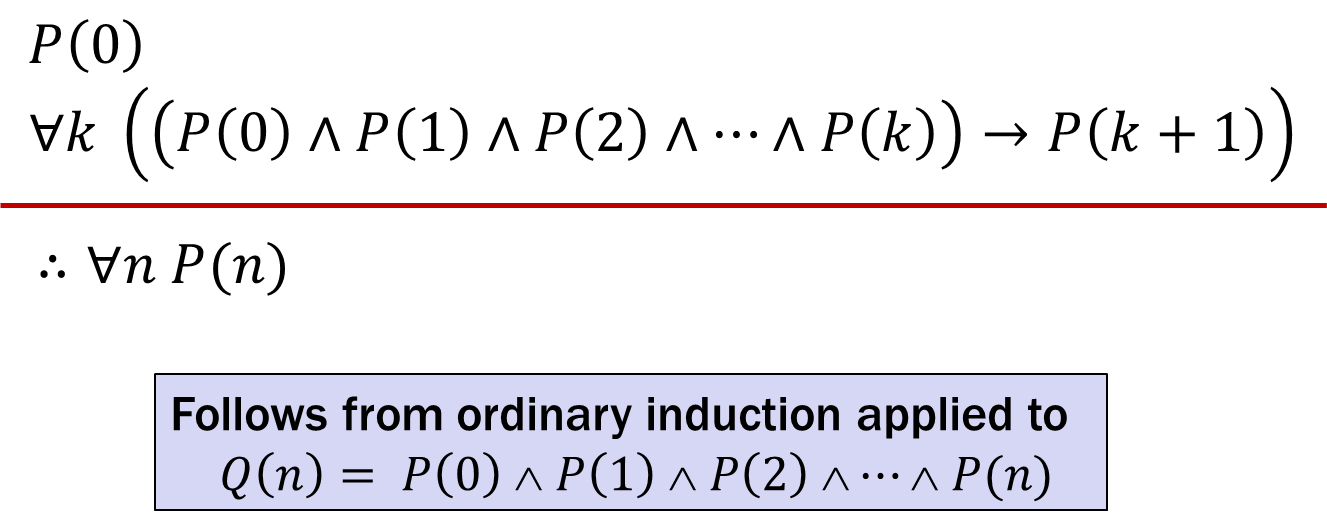 P(0)
∀k ((P(0) ∧ P(1) ∧ P(2) ∧ ⋯ ∧ P(k)) → P(k + 1))
∴ ∀n P(n)
Follows from ordinary induction applied to
Q(n) = P(0) ∧ P(1) ∧ P(2) ∧ ⋯ ∧ P(n)